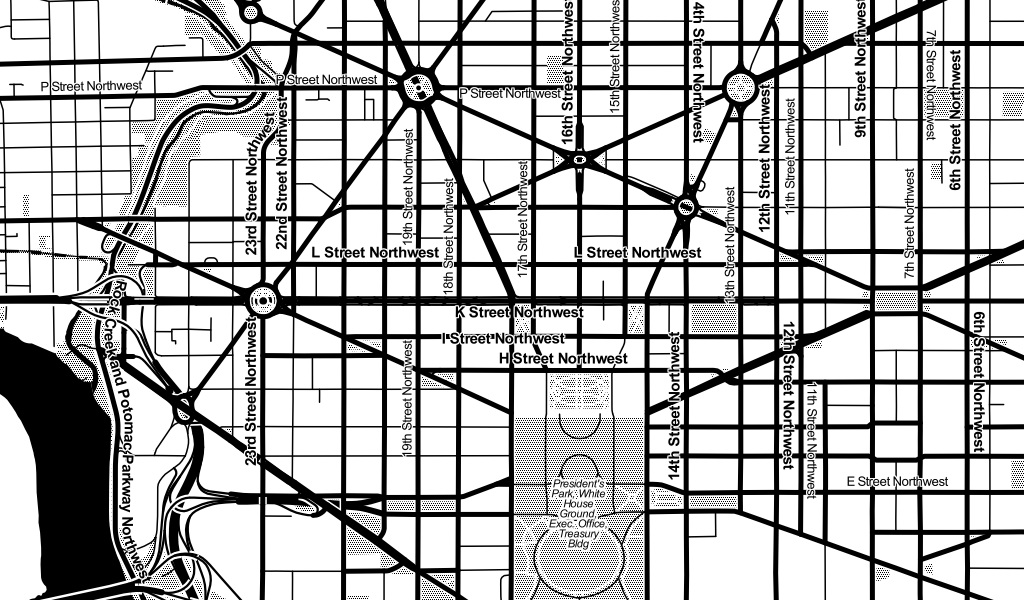 16th Street Northwest
15th Street Northwest
4th Street Northwest
9th Street Northwest
7th Street Northwest
6th Street Northwest
P Street Northwest
P Street Northwest
P Street Northwest
23rd Street Northwest
22nd Street Northwest
19th Street Northwest
18th Street Northwest
17th Street Northwest
12th Street Northwest
11th Street Northwest
13th Street Northwest
7th Street Northwest
L Street Northwest
L Street Northwest
K Street Northwest
I Street Northwest
H Street Northwest
Rock Creek and Potomac Parkway Northwest
23rd Street Northwest
19th Street Northwest
14th Street Northwest
12th Street Northwest
11th Street Northwest
6th Street Northwest
E Street Northwest
President's
Park, White
House
Ground,
Exec. Office,
Treasury
Bldg